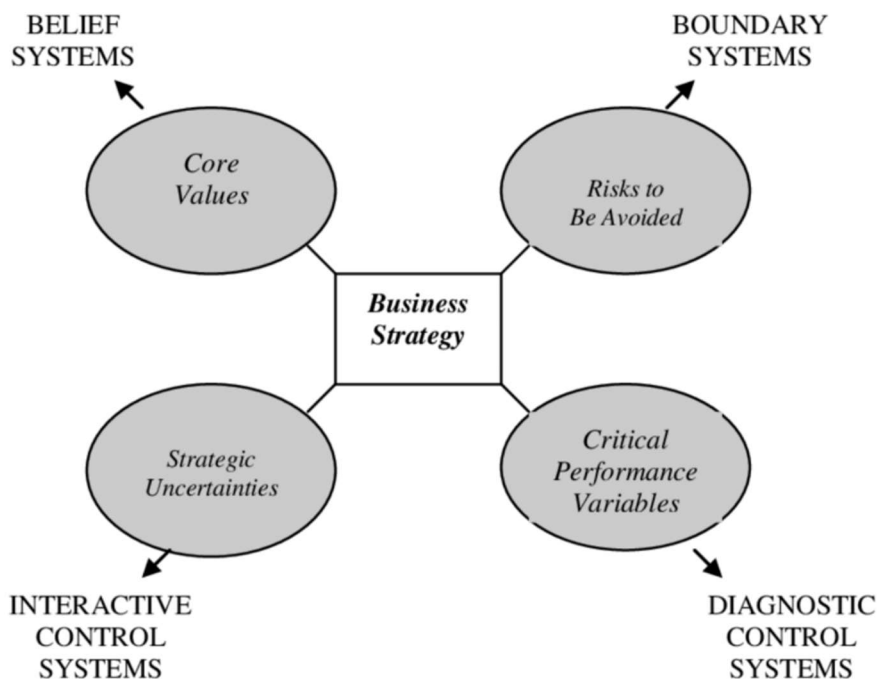 BELIEF
SYSTEMS
BOUNDARY
SYSTEMS
Core
Values
Risks to
Be Avoided
Business
Strategy
Strategic
Uncertainties
Critical
Performance
Variables
INTERACTIVE
CONTROL
SYSTEMS
DIAGNOSTIC
CONTROL
SYSTEMS